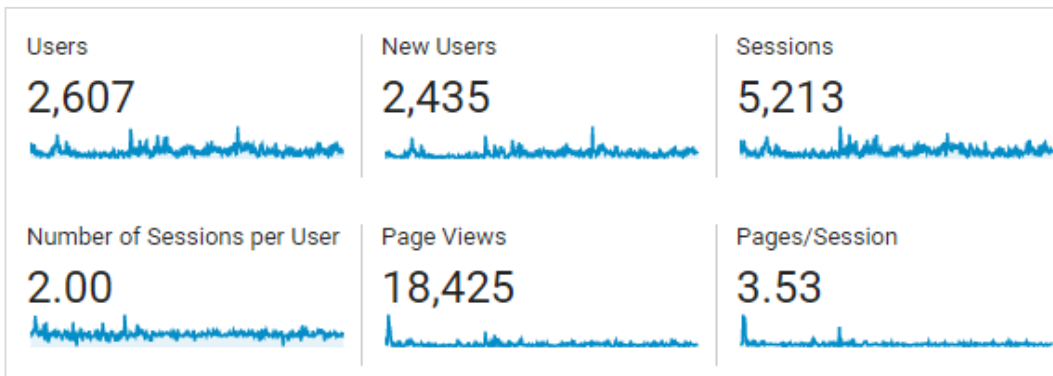 Users
2,607
New Users
2,435
Sessions
5,213
Number of Sessions per User
2.00
Page Views
18,425
Pages/Session
3.53